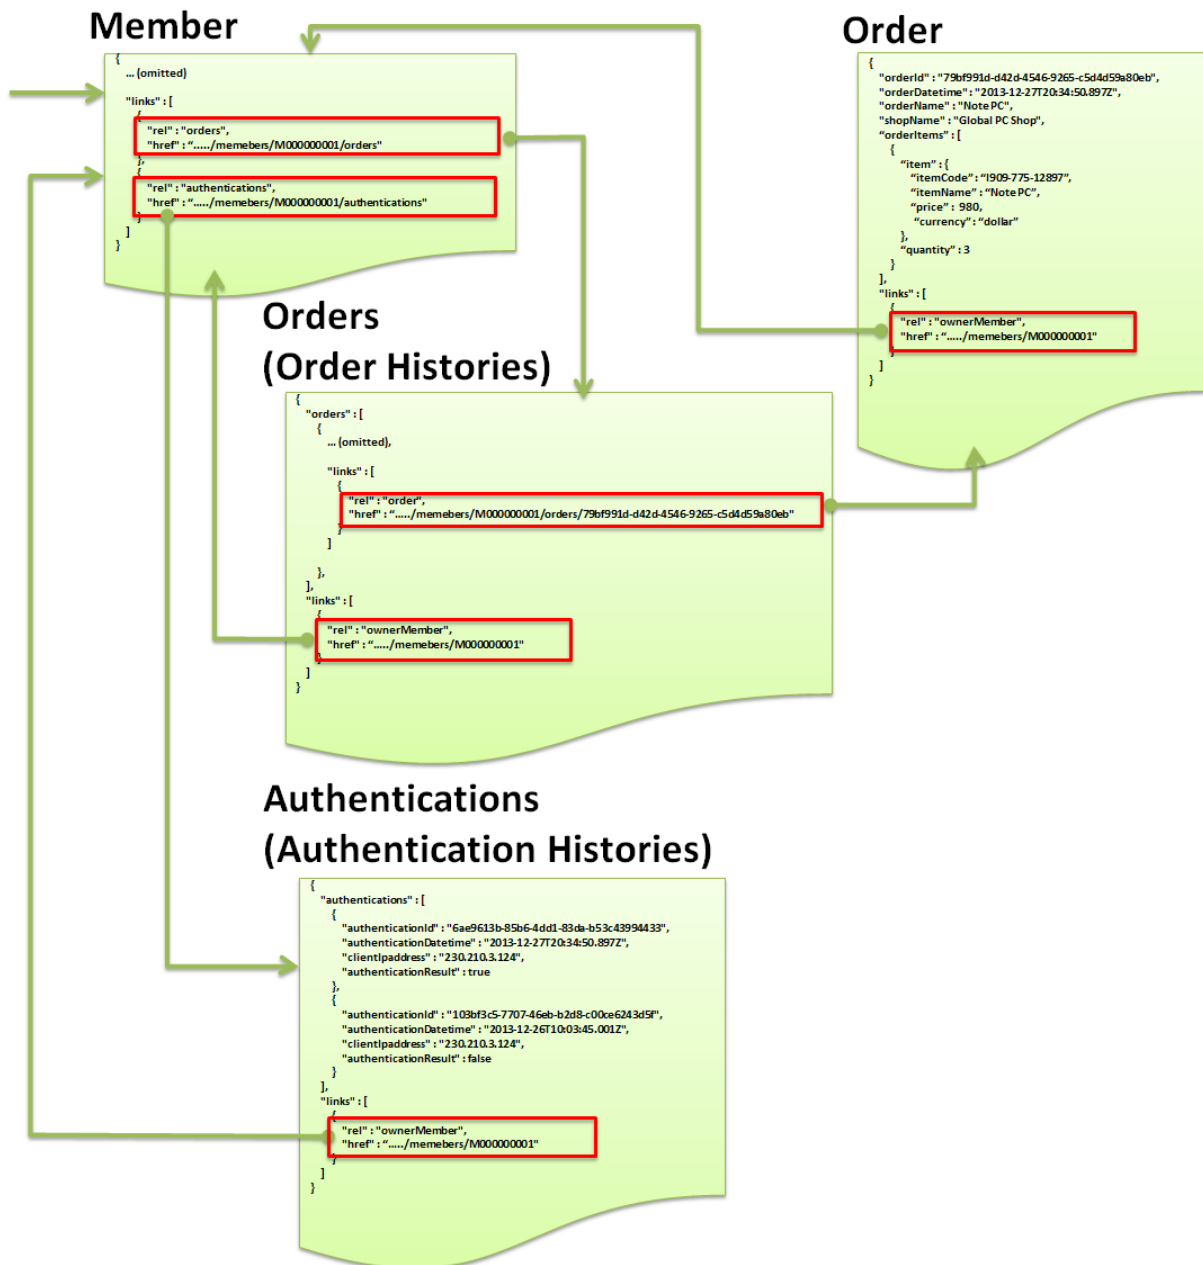 Member
{
... (omitted)
"links" : [
{
"rel" : "orders",
"href" : “...../memebers/M000000001/orders"
},
{
"rel" : "authentications",
"href" : “...../memebers/M000000001/authentications"
}
]
}
Order
{
"orderId" : "79bf991d-d42d-4546-9265-c5d4d59a80eb",
"orderDatetime" : "2013-12-27T20:34:50.897Z",
"orderName" : "Note PC",
"shopName" : "Global PC Shop",
“orderItems" : [
{
“item” : {
“itemCode” : “I909-775-12897”,
“itemName” : “Note PC”,
“price” : 980,
“currency” : “dollar”
},
“quantity” : 3
}
],
"links" : [
{
"rel" : "ownerMember",
"href" : “...../memebers/M000000001"
}
]
}
Orders
(Order Histories)
{
"orders" : [
{
... (omitted),
"links" : [
{
"rel" : "order",
"href" : “...../memebers/M000000001/orders/79bf991d-d42d-4546-9265-c5d4d59a80eb"
}
]
},
],
"links" : [
{
"rel" : "ownerMember",
"href" : “...../memebers/M000000001"
}
]
}
Authentications
(Authentication Histories)
{
"authentications" : [
{
"authenticationId" : "6ae9613b-85b6-4dd1-83da-b53c43994433",
"authenticationDatetime" : "2013-12-27T20:34:50.897Z",
"clientIpaddress" : "230.210.3.124",
"authenticationResult" : true
},
{
"authenticationId" : "103bf3c5-7707-46eb-b2d8-c00ce6243d5f",
"authenticationDatetime" : "2013-12-26T10:03:45.001Z",
"clientIpaddress" : "230.210.3.124",
"authenticationResult" : false
}
],
"links" : [
{
"rel" : "ownerMember",
"href" : “...../memebers/M000000001"
}
]
}